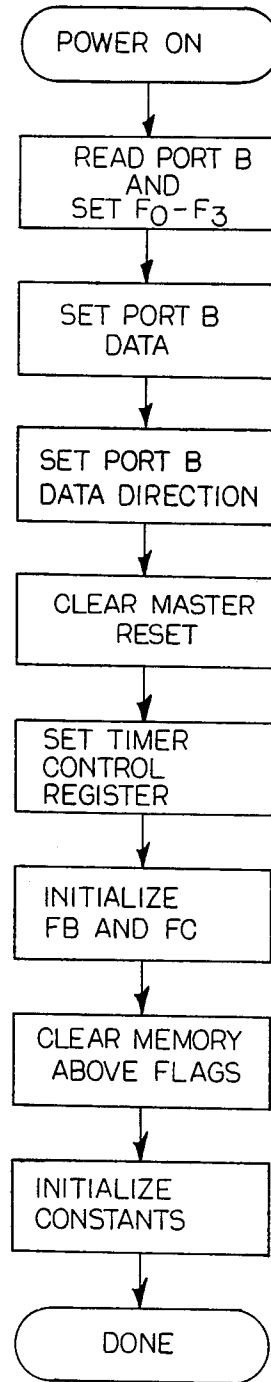 POWER ON
READ PORT B
AND
SET F0-F3
SET PORT B
DATA
SET PORT B
DATA DIRECTION
CLEAR MASTER
RESET
SET TIMER
CONTROL
REGISTER
INITIALIZE
FB AND FC
CLEAR MEMORY
ABOVE FLAGS
INITIALIZE
CONSTANTS
DONE